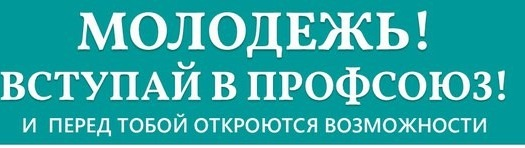 МОЛОДЕЖЬ!
ВСТУПАЙ В ПРОФСОЮЗ!
И ПЕРЕД ТОБОЙ ОТКРОЮТСЯ ВОЗМОЖНОСТИ